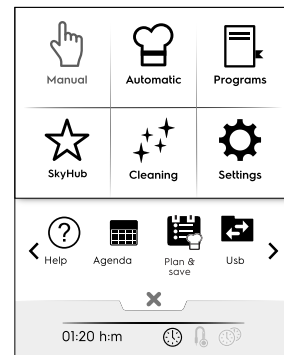 Manual Automatic Programs
SkyHub Cleaning Settings
Help Agenda Plan & save Usb
01:20 h:m